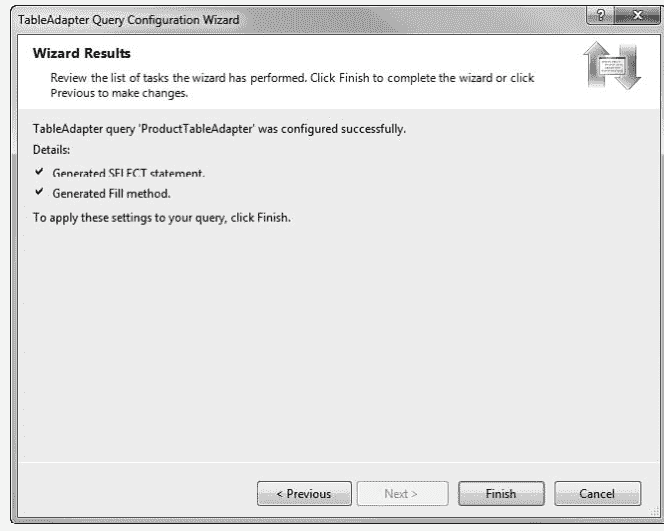 TableAdapter Query Configuration Wizard
Wizard Results
Review the list of tasks the wizard has performed. Click Finish to complete the wizard or click
Previous to make changes.
TableAdapter query 'ProductTableAdapter' was configured successfully.
Details:
Generated SELECT statement.
Generated Fill method.
To apply these settings to your query, click Finish.
< Previous
Next >
Finish
Cancel